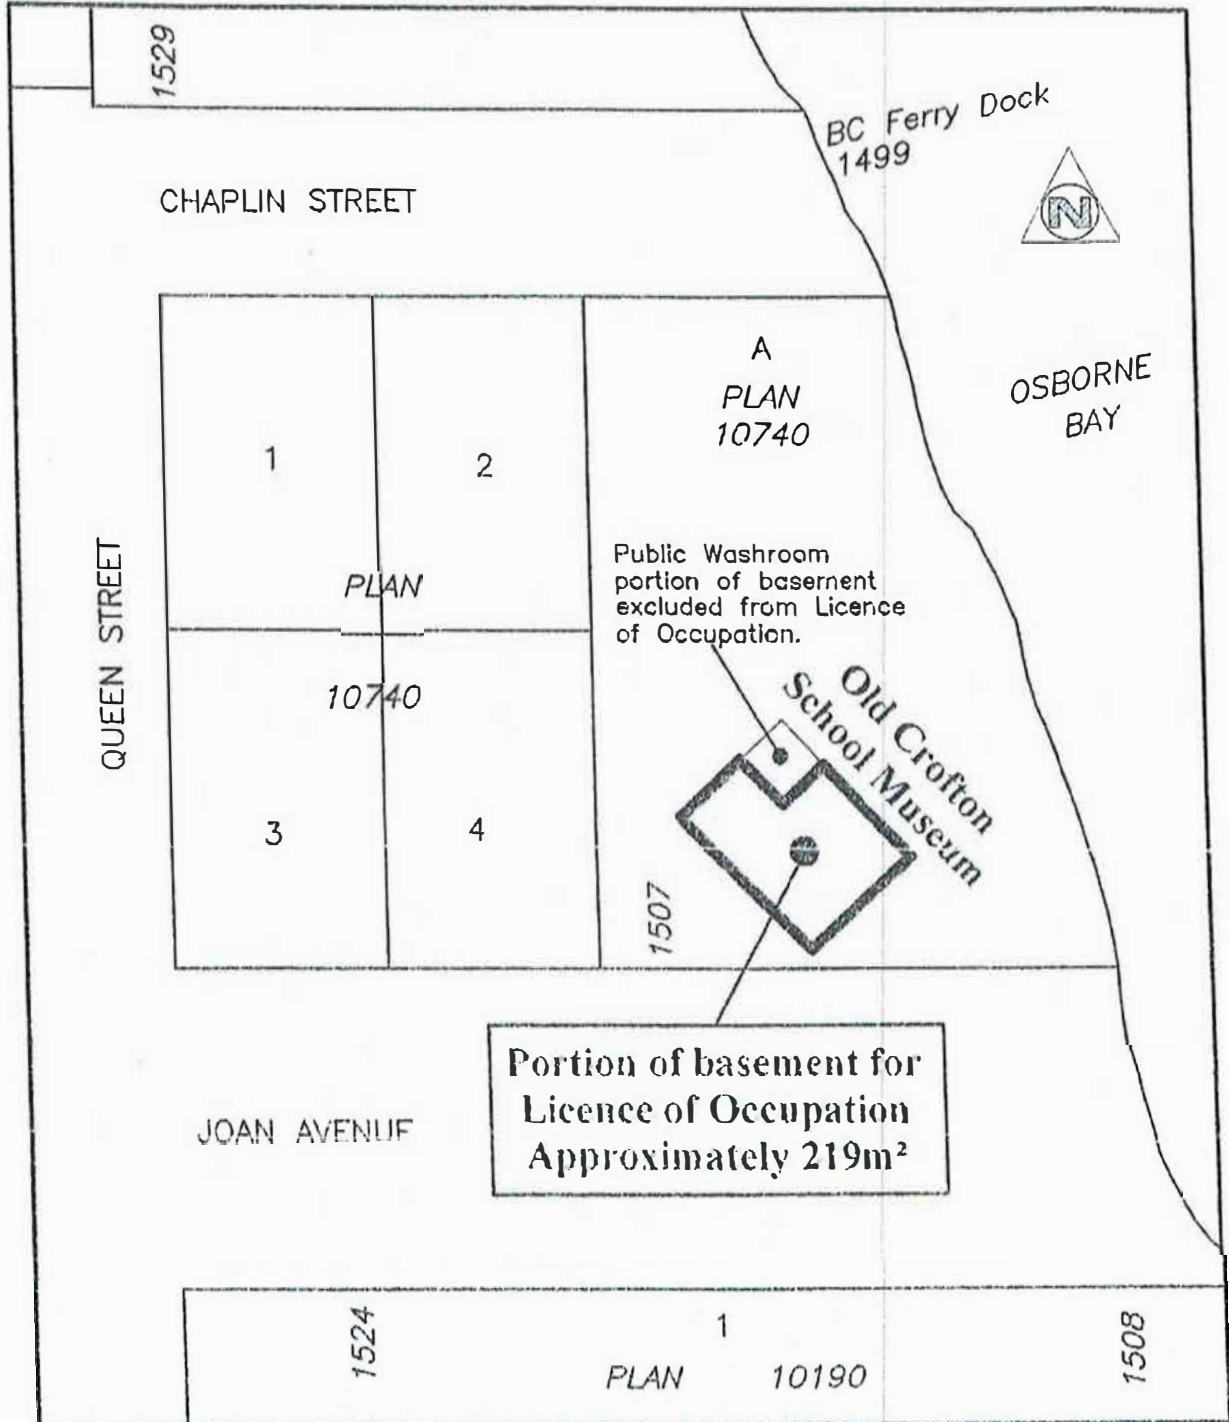 1529
BC Ferry Dock
1499
N
CHAPLIN STREET
A
PLAN
10740
OSBORNE
BAY
1
2
QUEEN STREET
PLAN
10740
Public Washroom
portion of basement
excluded from Licence
of Occupation.
Old Crofton
School Museum
3
4
1507
Portion of basement for
Licence of Occupation
Approximately 219m²
JOAN AVENUE
1524
1
PLAN 10190
1508